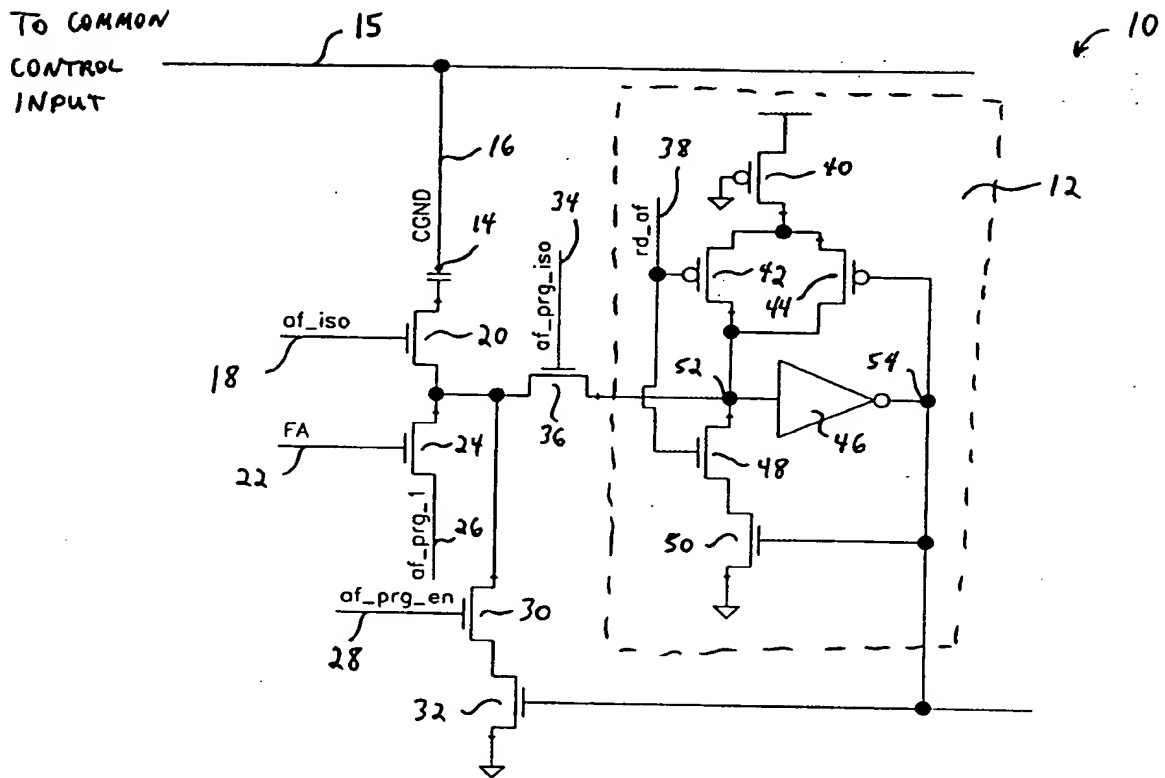 TO COMMON
CONTROL
INPUT
15
10
16
CGND
14
34
38
40
12
rd_af
af_prg_iso
42
44
af_iso
20
18
52
54
36
46
FA
24
22
48
af_prg_1
26
50
af_prg_en
30
28
32